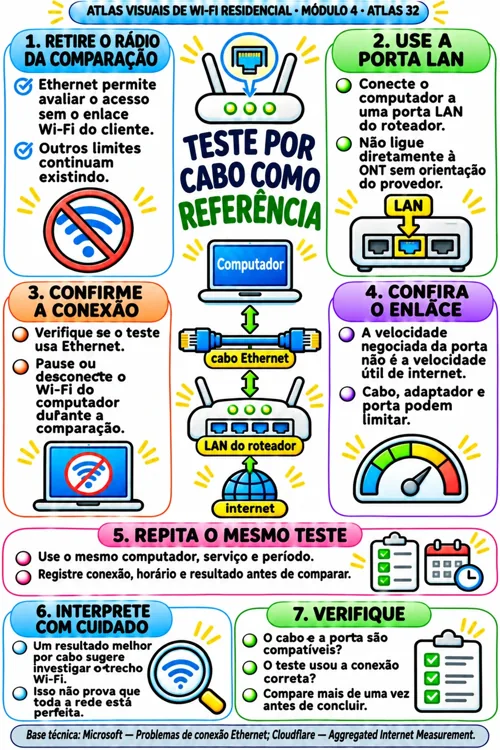 ATLAS VISUAIS DE WI-FI RESIDENCIAL • MÓDULO 4 • ATLAS 32
1. RETIRE O RÁDIO
DA COMPARAÇÃO
Ethernet permite
avaliar o acesso
sem o enlace
Wi-Fi do cliente.
Outros limites
continuam
existindo.
TESTE POR
CABO COMO
REFERÊNCIA
2. USE A
PORTA LAN
Conecte o
computador a
uma porta LAN
do roteador.
Não ligue
diretamente à
ONT sem orientação
do provedor.
LAN
3. CONFIRME
A CONEXÃO
Verifique se o teste
usa Ethernet.
Pause ou
desconecte o
Wi-Fi do
computador
durante a
comparação.
Computador
cabo Ethernet
LAN do roteador
internet
4. CONFIRA
O ENLACE
A velocidade
negociada da porta
não é a velocidade
útil de internet.
Cabo, adaptador e
porta podem
limitar.
5. REPITA O MESMO TESTE
Use o mesmo computador, serviço e período.
Registre conexão, horário e resultado antes de comparar.
6. INTERPRETE
COM CUIDADO
Um resultado melhor
por cabo sugere
investigar o trecho
Wi-Fi.
Isso não prova que
toda a rede está
perfeita.
7. VERIFIQUE
O cabo e a porta são
compatíveis?
O teste usou a conexão
correta?
Compare mais de uma vez
antes de concluir.
Base técnica: Microsoft — Problemas de conexão Ethernet; Cloudflare — Aggregated Internet Measurement.